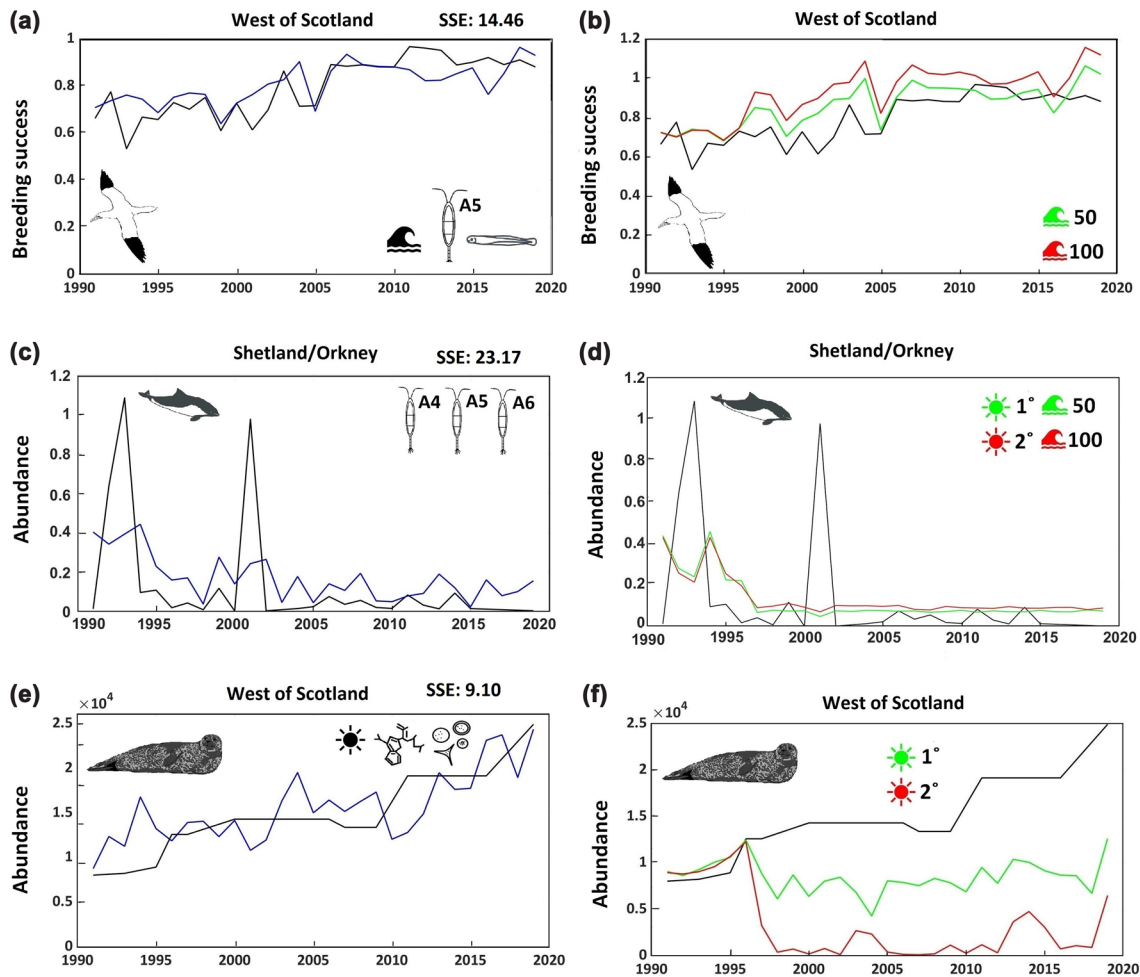 (a) West of Scotland SSE: 14.46
Breeding success
1
0.8
0.6
0.4
0.2
0
A5
1990 1995 2000 2005 2010 2015 2020
(b) West of Scotland
Breeding success
1.2
1
0.8
0.6
0.4
0.2
0
50
100
1990 1995 2000 2005 2010 2015 2020
(c) Shetland/Orkney SSE: 23.17
Abundance
1.2
1
0.8
0.6
0.4
0.2
0
A4 A5 A6
1990 1995 2000 2005 2010 2015 2020
(d) Shetland/Orkney
Abundance
1.2
1
0.8
0.6
0.4
0.2
0
1° 50
2° 100
1990 1995 2000 2005 2010 2015 2020
(e) West of Scotland SSE: 9.10
×10⁴
Abundance
2.5
2
1.5
1
0.5
0
1990 1995 2000 2005 2010 2015 2020
(f) West of Scotland
×10⁴
Abundance
2.5
2
1.5
1
0.5
0
1°
2°
1990 1995 2000 2005 2010 2015 2020